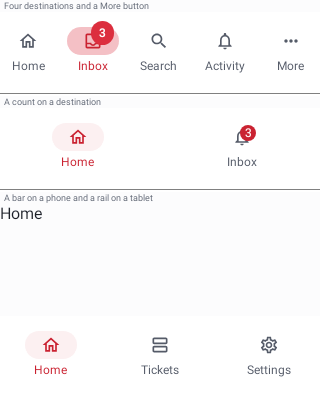 Four destinations and a More button
3
Home Inbox Search Activity More
A count on a destination
3
Home Inbox
A bar on a phone and a rail on a tablet
Home
Home Tickets Settings